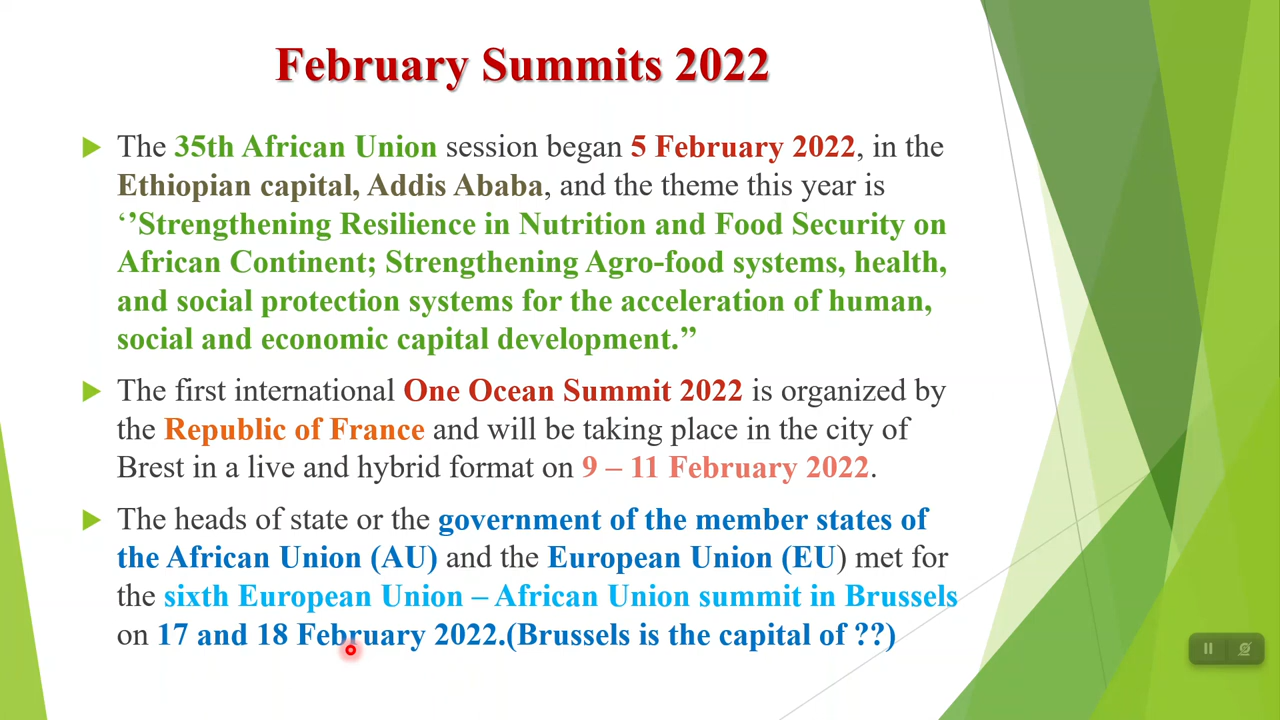 February Summits 2022
The 35th African Union session began 5 February 2022, in the
Ethiopian capital, Addis Ababa, and the theme this year is
‘’Strengthening Resilience in Nutrition and Food Security on
African Continent; Strengthening Agro-food systems, health,
and social protection systems for the acceleration of human,
social and economic capital development.”
The first international One Ocean Summit 2022 is organized by
the Republic of France and will be taking place in the city of
Brest in a live and hybrid format on 9 – 11 February 2022.
The heads of state or the government of the member states of
the African Union (AU) and the European Union (EU) met for
the sixth European Union – African Union summit in Brussels
on 17 and 18 February 2022.(Brussels is the capital of ??)